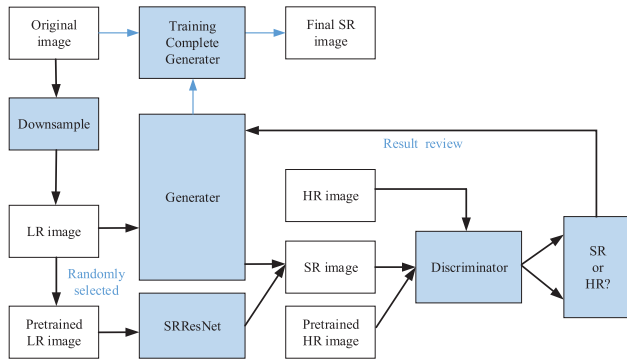 Original
image
Training
Complete
Generater
Final SR
image
Downsample
Generater
Result review
HR image
LR image
Randomly
selected
SR image
Discriminator
SR
or
HR?
Pretrained
LR image
SRResNet
Pretrained
HR image